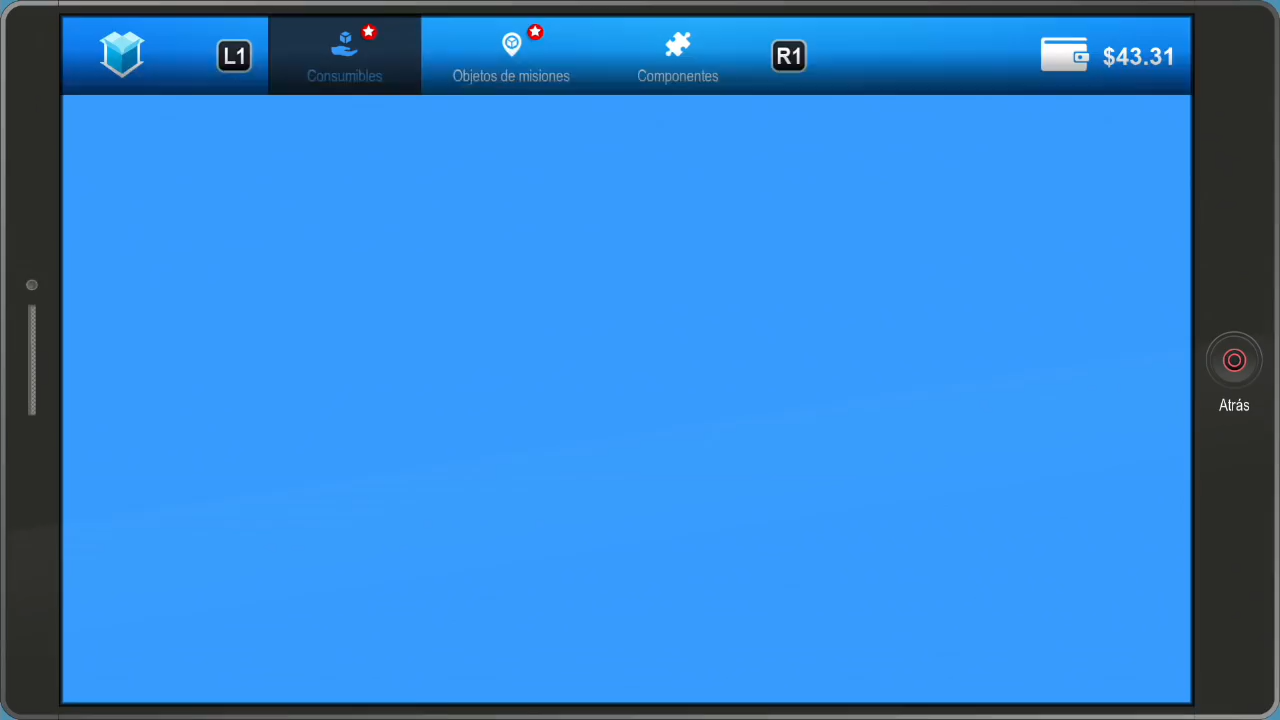 L1
Consumibles
Objetos de misiones
Componentes
R1
$43.31
Atrás